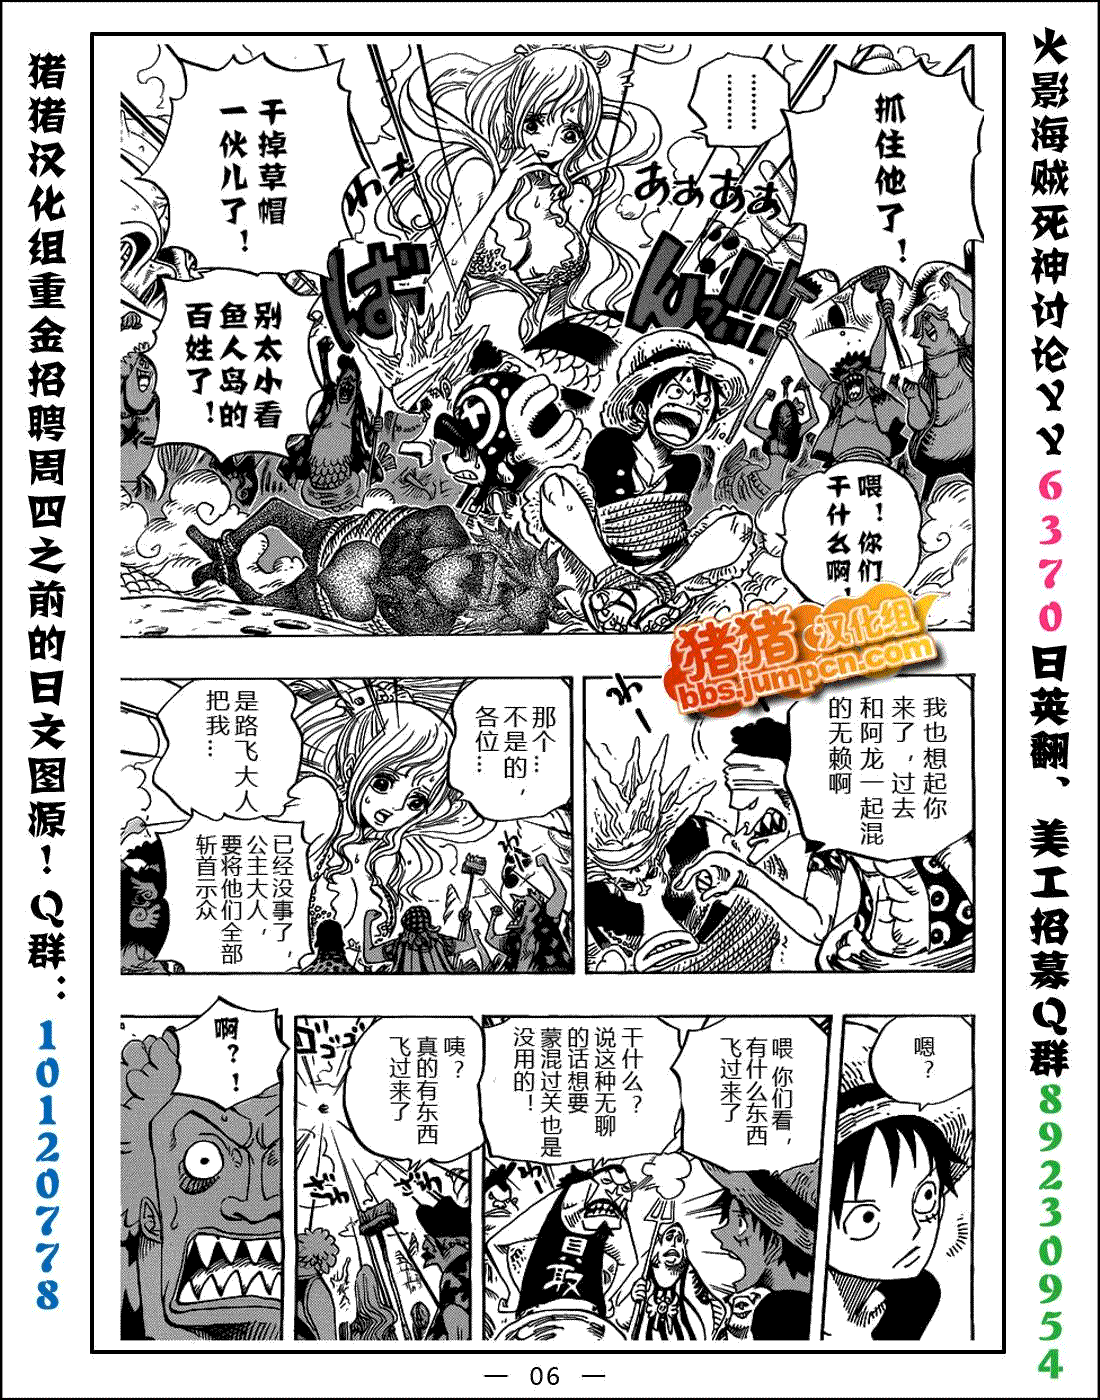 猪猪汉化组重金招聘周四之前的日文图源！Q群：101120778
火影海贼死神讨论YY6370日英翻、美工招募Q群892330954
抓住他了！
………
………
干掉草帽
一伙儿了！
别太小看
鱼人岛的
百姓了！
ああああ
わあ
ばんっ!!!
喂！你们
干什么啊！
猪猪汉化组
bbs.jumpcn.com
我也想起你
来了，过去
和阿龙一起混
的无赖啊
那个…
不是的，
各位…
是路飞大人
把我…
已经没事了，
公主大人，
要将他们全部
斩首示众
嗯？
喂 你们看，
有什么东西
飞过来了
干什么？
说这种无聊
的话想要
蒙混过关也是
没用的！
咦？
真的有东西
飞过来了
啊？！
— 06 —